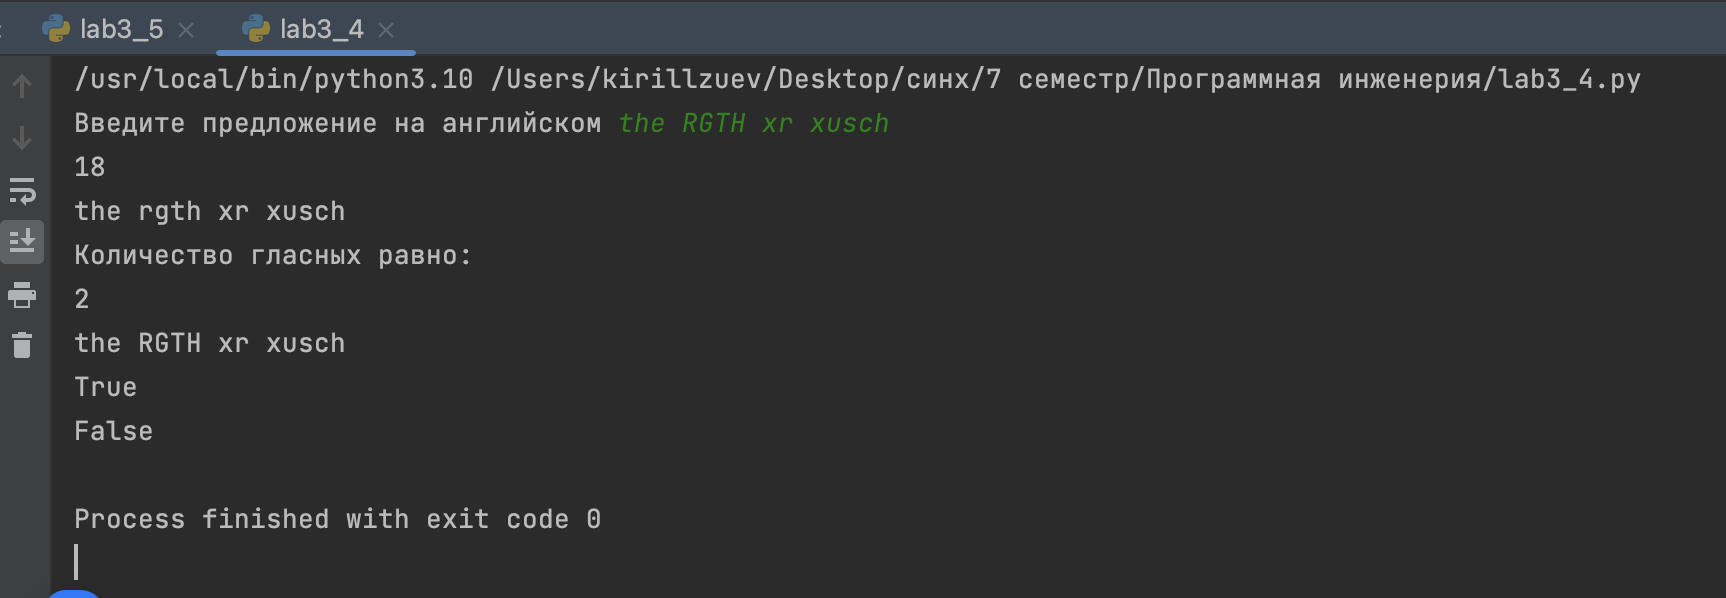 lab3_5 lab3_4
/usr/local/bin/python3.10 /Users/kirillzuev/Desktop/синх/7 семестр/Программная инженерия/lab3_4.py
Введите предложение на английском the RGTH xr xusch
18
the rgth xr xusch
Количество гласных равно:
2
the RGTH xr xusch
True
False
Process finished with exit code 0